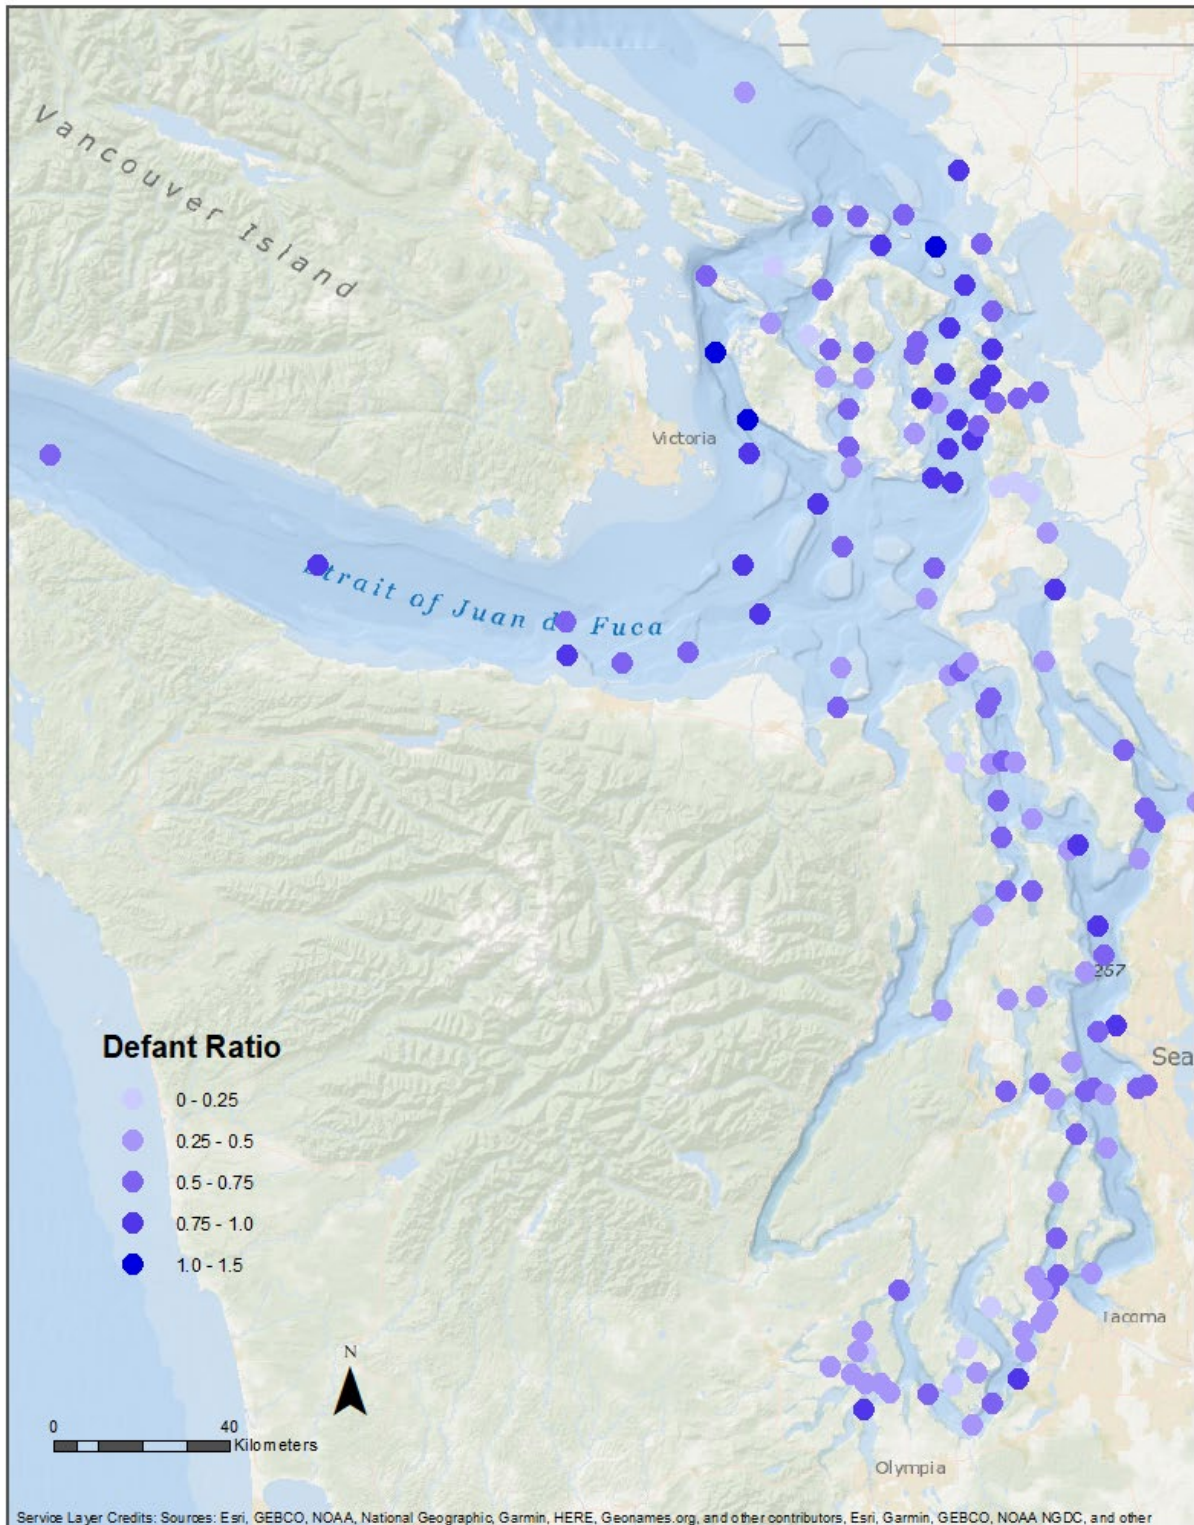 Vancouver Island
Victoria
Strait of Juan de Fuca
267
Sea
Defant Ratio
0 - 0.25
0.25 - 0.5
0.5 - 0.75
0.75 - 1.0
1.0 - 1.5
Tacoma
N
0 40
Kilometers
Olympia
Service Layer Credits: Sources: Esri, GEBCO, NOAA, National Geographic, Garmin, HERE, Geonames.org, and other contributors, Esri, Garmin, GEBCO, NOAA NGDC, and other